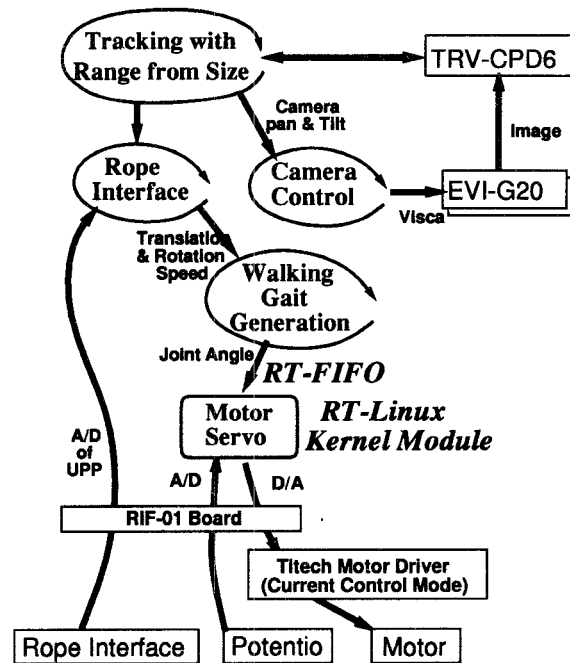 Tracking with
Range from Size
TRV-CPD6
Camera
pan & Tilt
Image
Rope
Interface
Camera
Control
EVI-G20
Visca
Translation
& Rotation
Speed
Walking
Gait
Generation
Joint Angle
RT-FIFO
Motor
Servo
RT-Linux
Kernel Module
A/D
of
UPP
A/D
D/A
RIF-01 Board
Titech Motor Driver
(Current Control Mode)
Rope Interface
Potentio
Motor